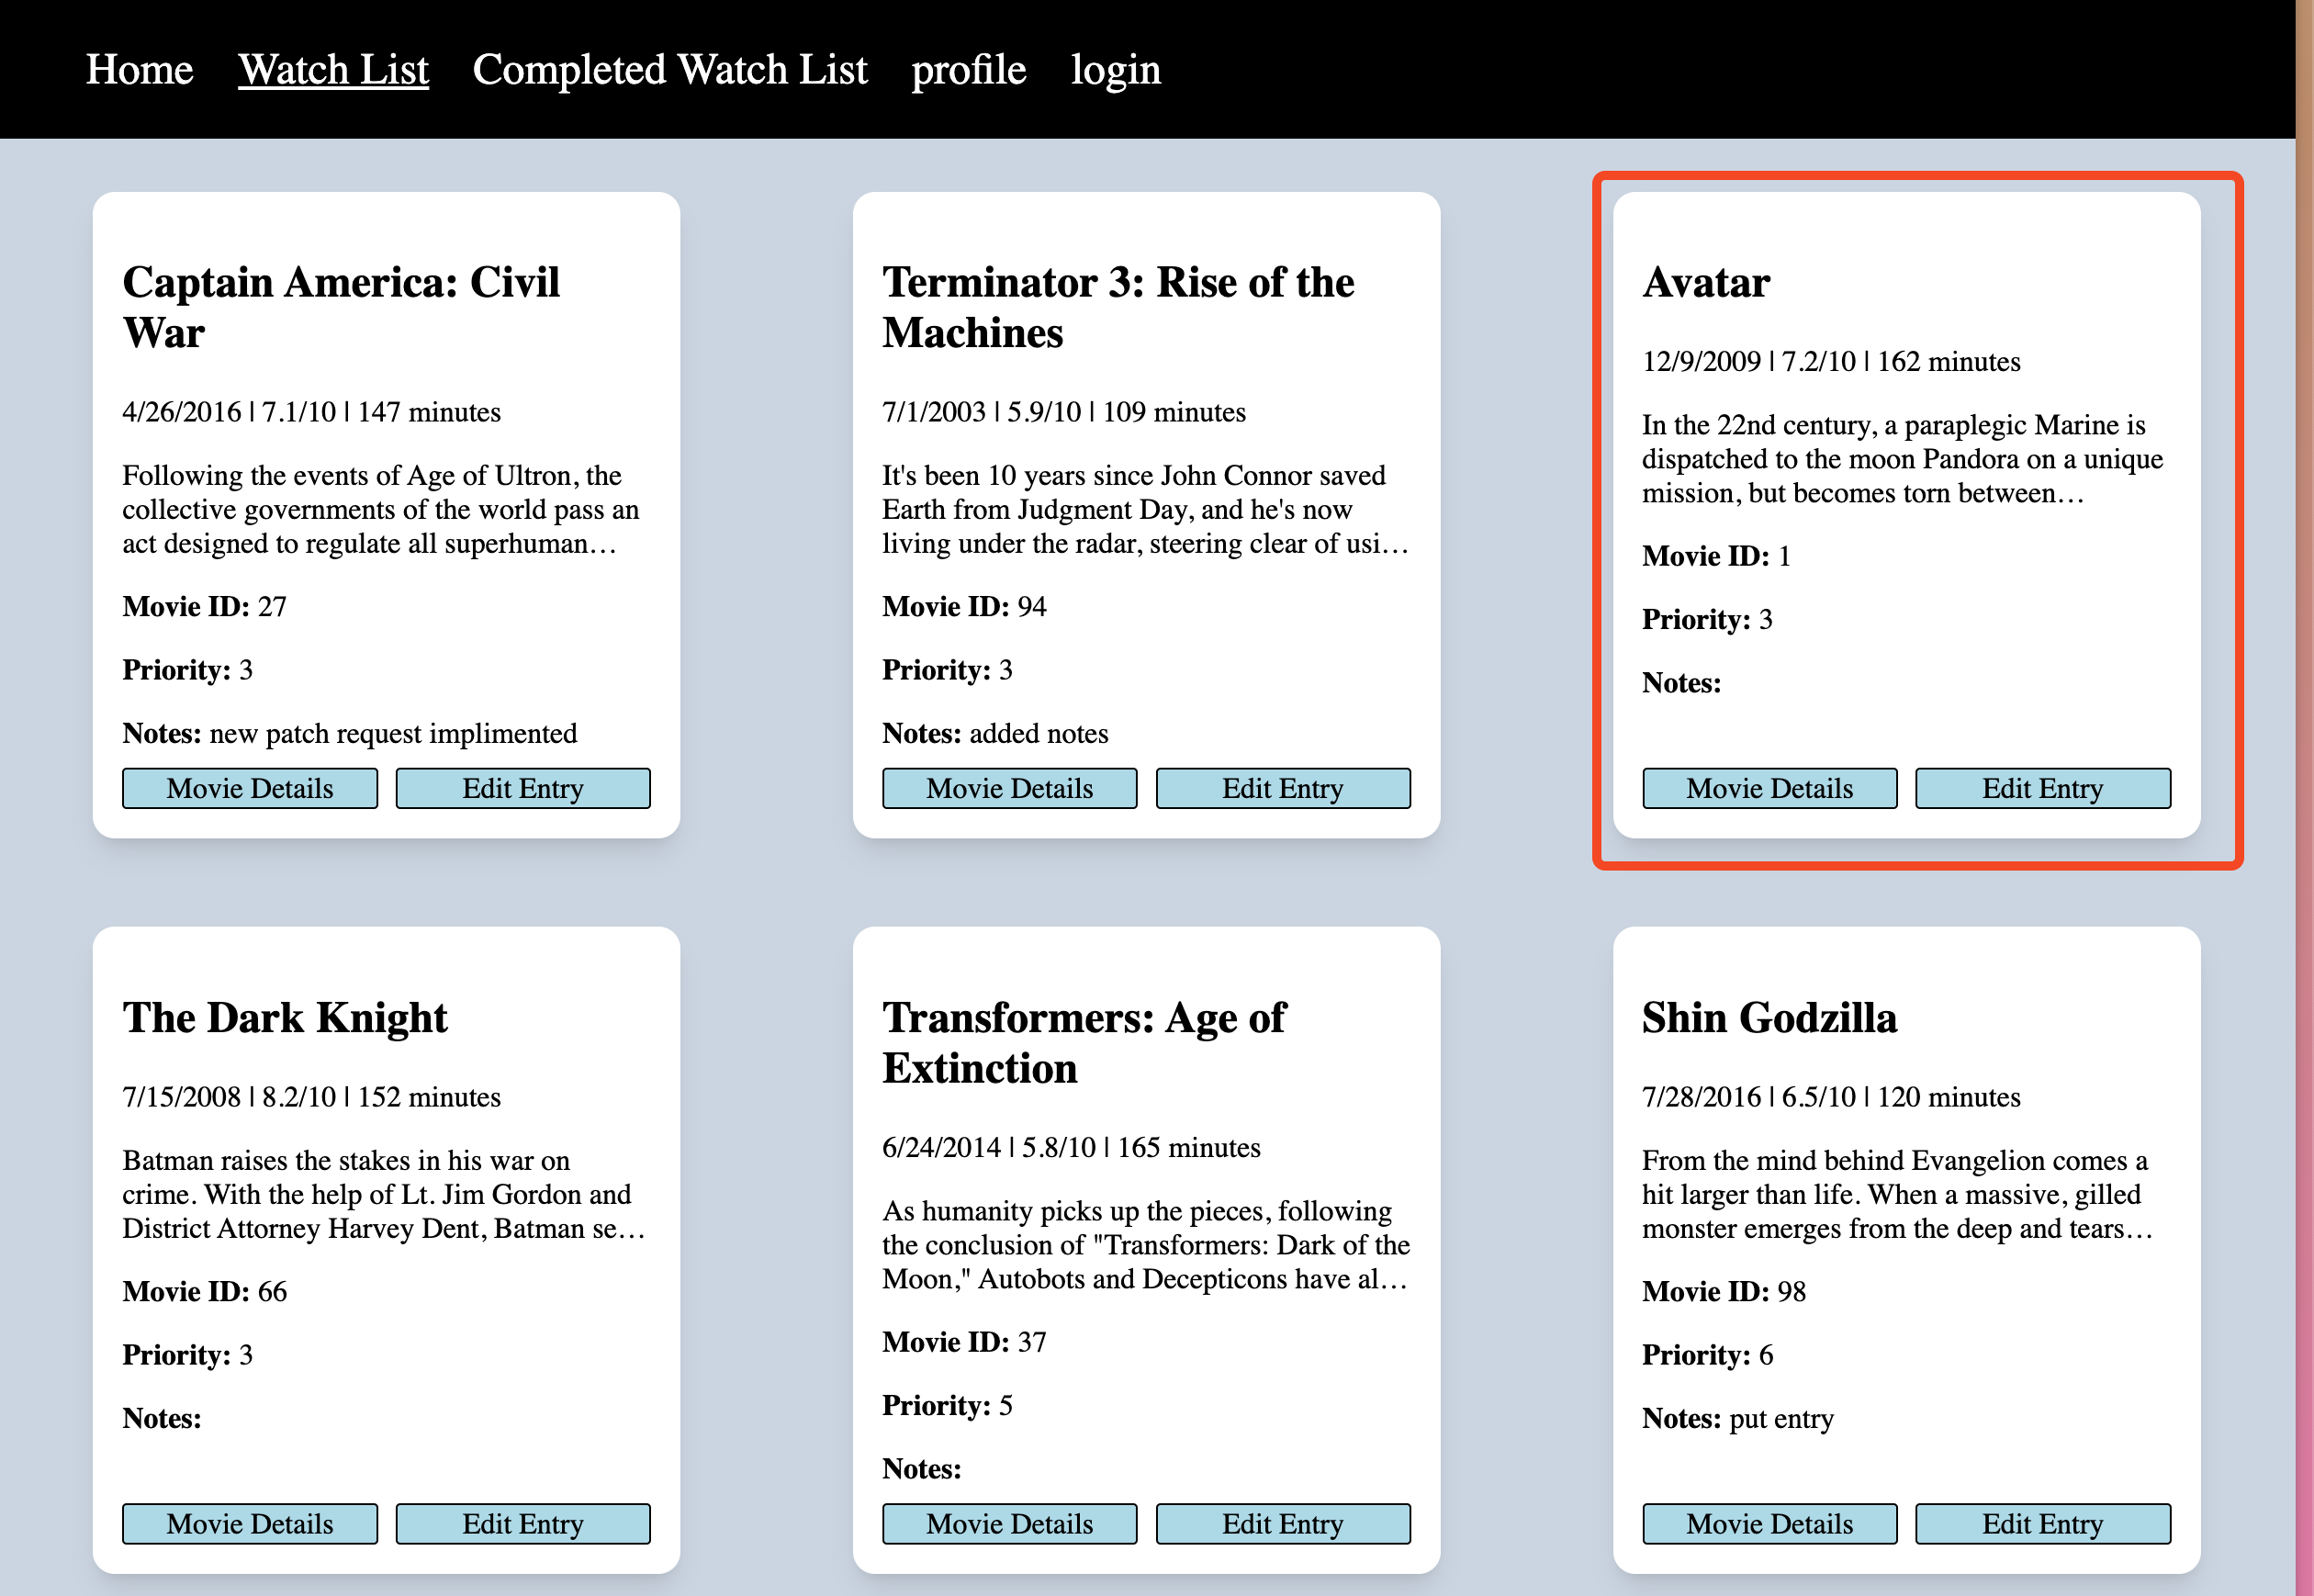 Home Watch List Completed Watch List profile login
Captain America: Civil
War
4/26/2016 | 7.1/10 | 147 minutes
Following the events of Age of Ultron, the
collective governments of the world pass an
act designed to regulate all superhuman…
Movie ID: 27
Priority: 3
Notes: new patch request implimented
Movie Details Edit Entry
Terminator 3: Rise of the
Machines
7/1/2003 | 5.9/10 | 109 minutes
It's been 10 years since John Connor saved
Earth from Judgment Day, and he's now
living under the radar, steering clear of usi…
Movie ID: 94
Priority: 3
Notes: added notes
Movie Details Edit Entry
Avatar
12/9/2009 | 7.2/10 | 162 minutes
In the 22nd century, a paraplegic Marine is
dispatched to the moon Pandora on a unique
mission, but becomes torn between…
Movie ID: 1
Priority: 3
Notes:
Movie Details Edit Entry
The Dark Knight
7/15/2008 | 8.2/10 | 152 minutes
Batman raises the stakes in his war on
crime. With the help of Lt. Jim Gordon and
District Attorney Harvey Dent, Batman se…
Movie ID: 66
Priority: 3
Notes:
Movie Details Edit Entry
Transformers: Age of
Extinction
6/24/2014 | 5.8/10 | 165 minutes
As humanity picks up the pieces, following
the conclusion of "Transformers: Dark of the
Moon," Autobots and Decepticons have al…
Movie ID: 37
Priority: 5
Notes:
Movie Details Edit Entry
Shin Godzilla
7/28/2016 | 6.5/10 | 120 minutes
From the mind behind Evangelion comes a
hit larger than life. When a massive, gilled
monster emerges from the deep and tears…
Movie ID: 98
Priority: 6
Notes: put entry
Movie Details Edit Entry